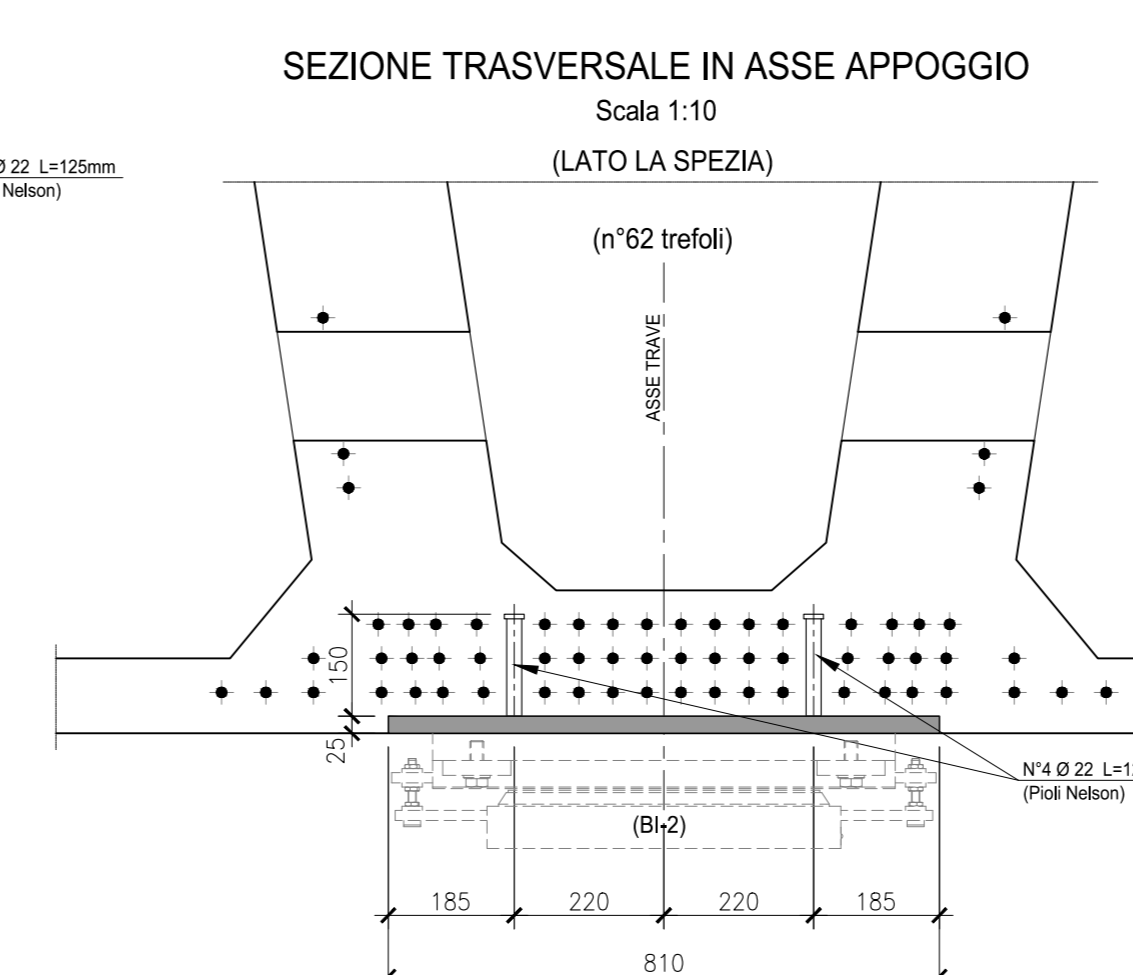 SEZIONE TRASVERSALE IN ASSE APPOGGIO
Scala 1:10
(LATO LA SPEZIA)
Ø 22 L=125mm
Nelson)
(n°62 trefoli)
ASSE TRAVE
150
25
N°4 Ø 22 L=12
(Pioli Nelson)
(BI-2)
185
220
220
185
810